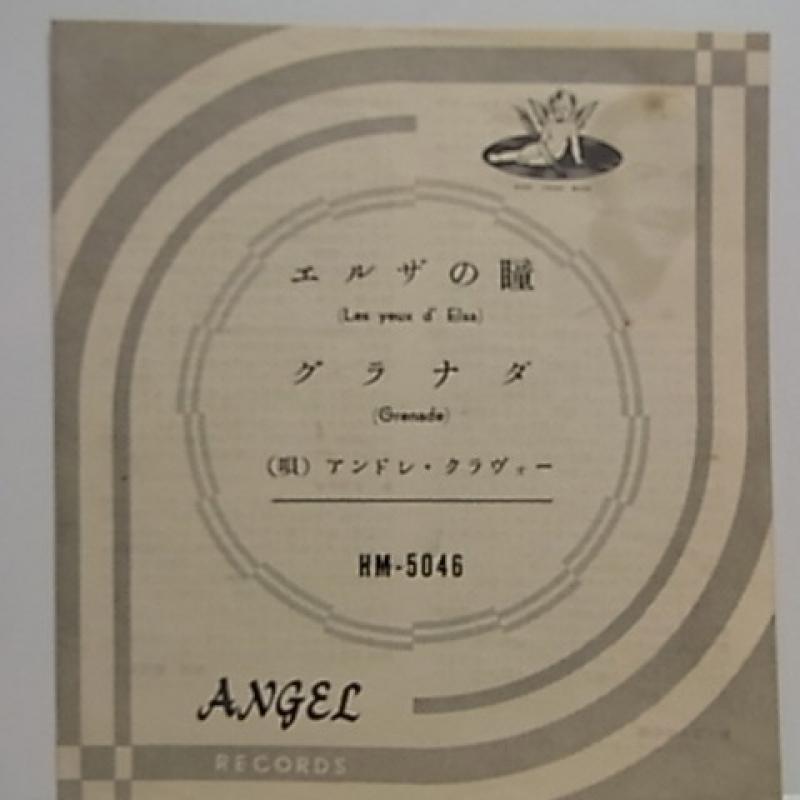 エルザの瞳
(Les yeux d' Elsa)
グラナダ
(Grenade)
(唄) アンドレ・クラヴォー
HM-5046
ANGEL
RECORDS